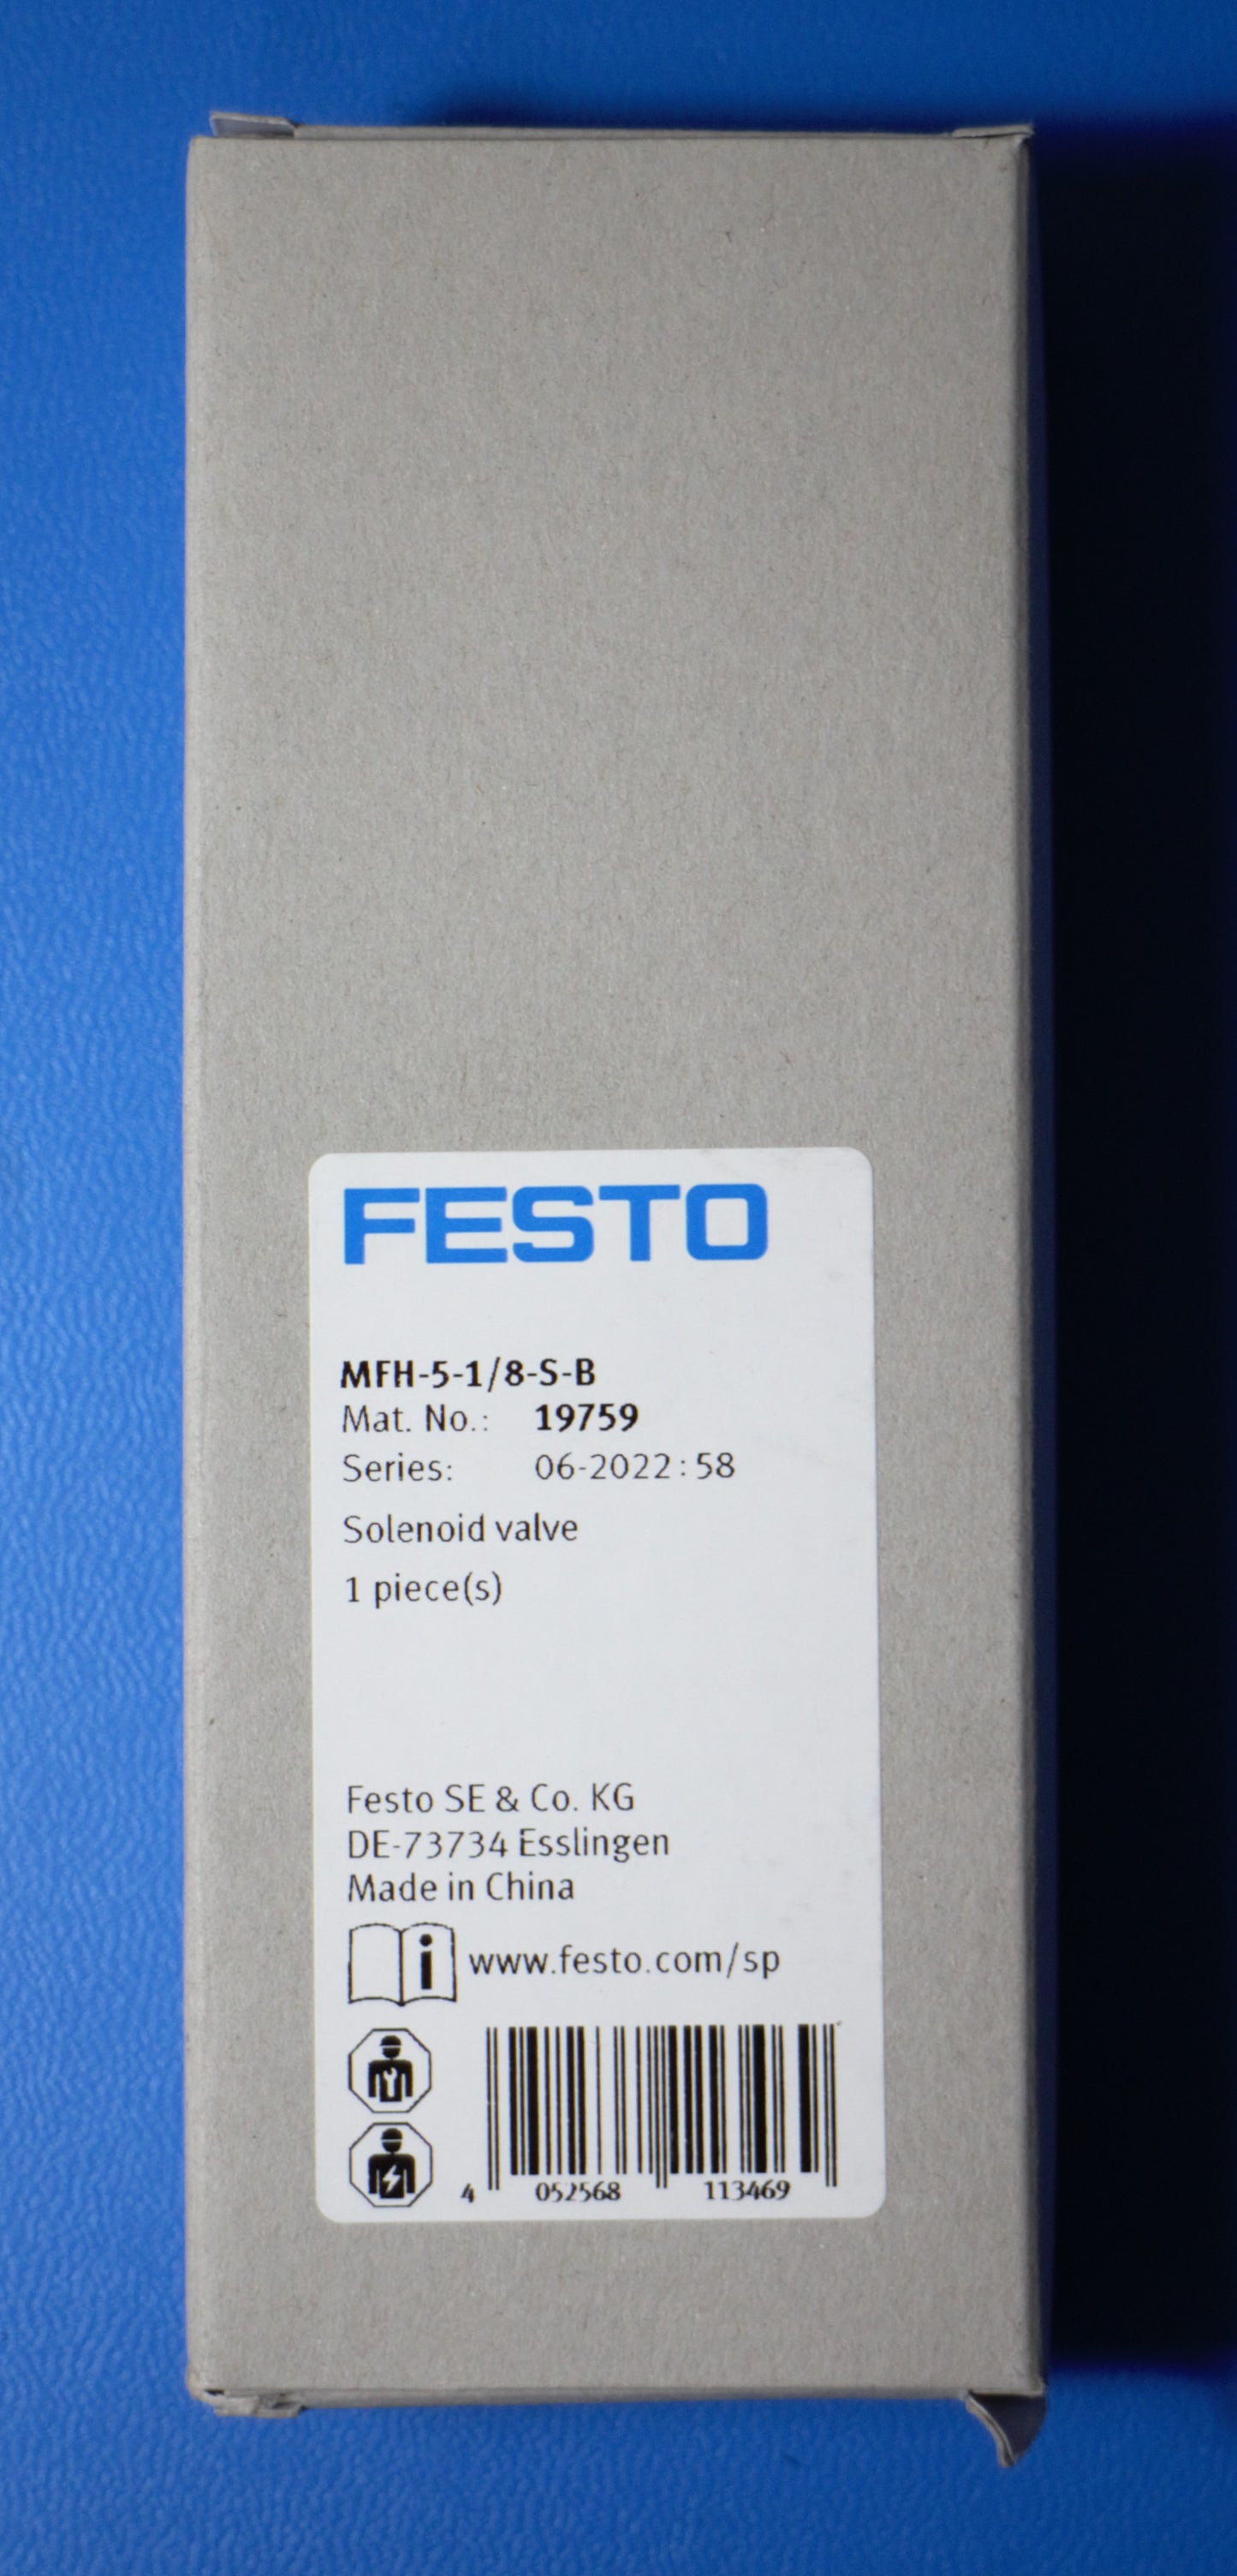 FESTO
MFH-5-1/8-S-B
Mat. No.: 19759
Series: 06-2022:58
Solenoid valve
1 piece(s)
Festo SE & Co. KG
DE-73734 Esslingen
Made in China
i www.festo.com/sp
4 052568 113469